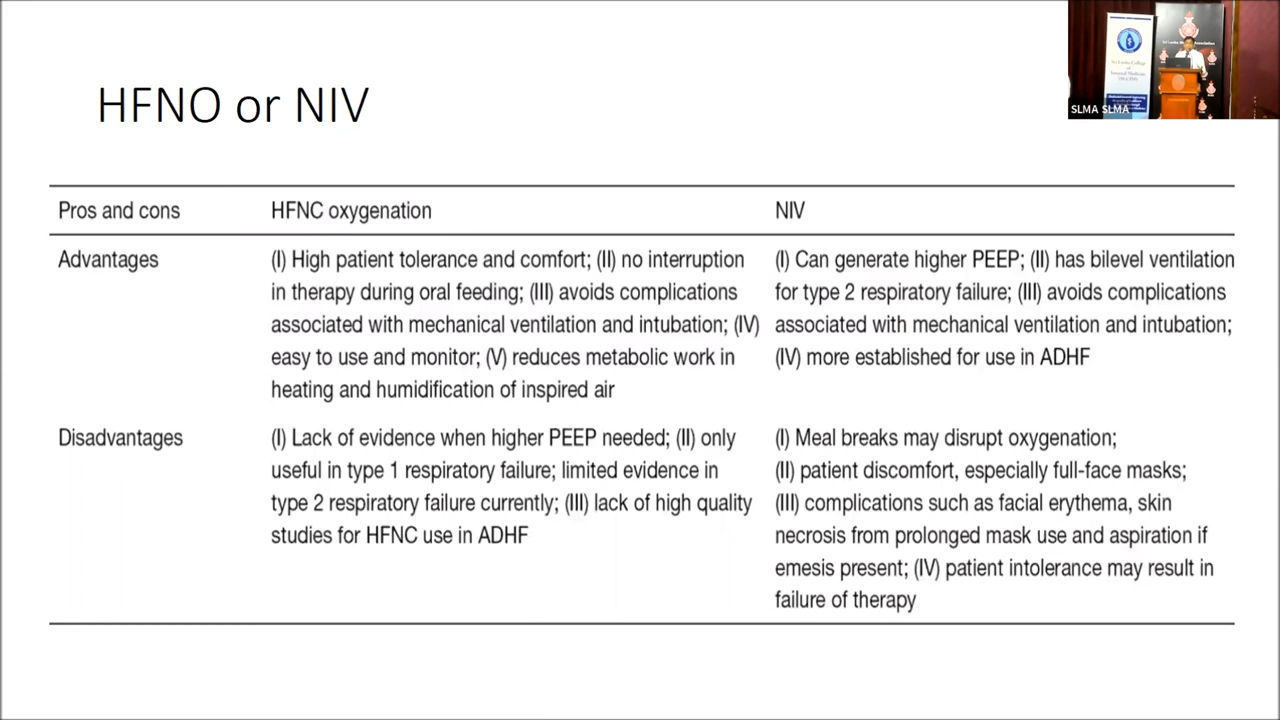 HFNO or NIV
SLMA SLMA
Pros and cons HFNC oxygenation NIV
Advantages
(I) High patient tolerance and comfort; (II) no interruption
in therapy during oral feeding; (III) avoids complications
associated with mechanical ventilation and intubation; (IV)
easy to use and monitor; (V) reduces metabolic work in
heating and humidification of inspired air
(I) Can generate higher PEEP; (II) has bilevel ventilation
for type 2 respiratory failure; (III) avoids complications
associated with mechanical ventilation and intubation;
(IV) more established for use in ADHF
Disadvantages
(I) Lack of evidence when higher PEEP needed; (II) only
useful in type 1 respiratory failure; limited evidence in
type 2 respiratory failure currently; (III) lack of high quality
studies for HFNC use in ADHF
(I) Meal breaks may disrupt oxygenation;
(II) patient discomfort, especially full-face masks;
(III) complications such as facial erythema, skin
necrosis from prolonged mask use and aspiration if
emesis present; (IV) patient intolerance may result in
failure of therapy